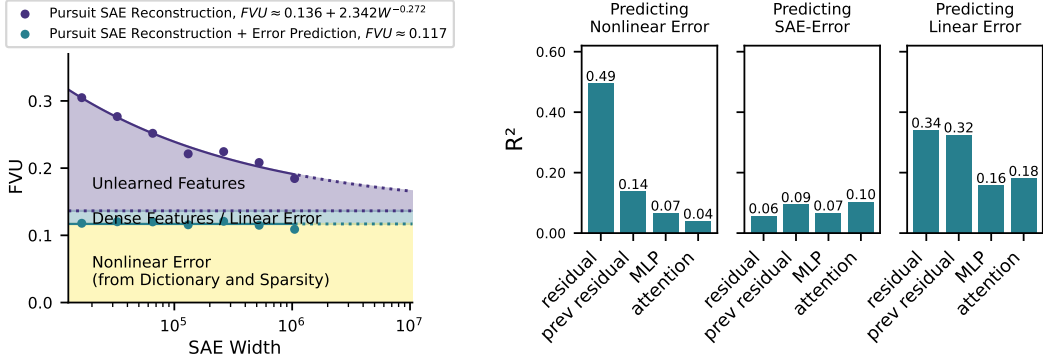 Pursuit SAE Reconstruction, FVU ≈ 0.136 + 2.342W^−0.272
Pursuit SAE Reconstruction + Error Prediction, FVU ≈ 0.117
FVU
0.3
0.2
0.1
0.0
Unlearned Features
Dense Features / Linear Error
Nonlinear Error
(from Dictionary and Sparsity)
10^5
10^6
10^7
SAE Width
R²
0.60
0.40
0.20
0.00
Predicting
Nonlinear Error
0.49
0.14
0.07
0.04
residual
prev residual
MLP
attention
Predicting
SAE-Error
0.06
0.09
0.07
0.10
residual
prev residual
MLP
attention
Predicting
Linear Error
0.34
0.32
0.16
0.18
residual
prev residual
MLP
attention